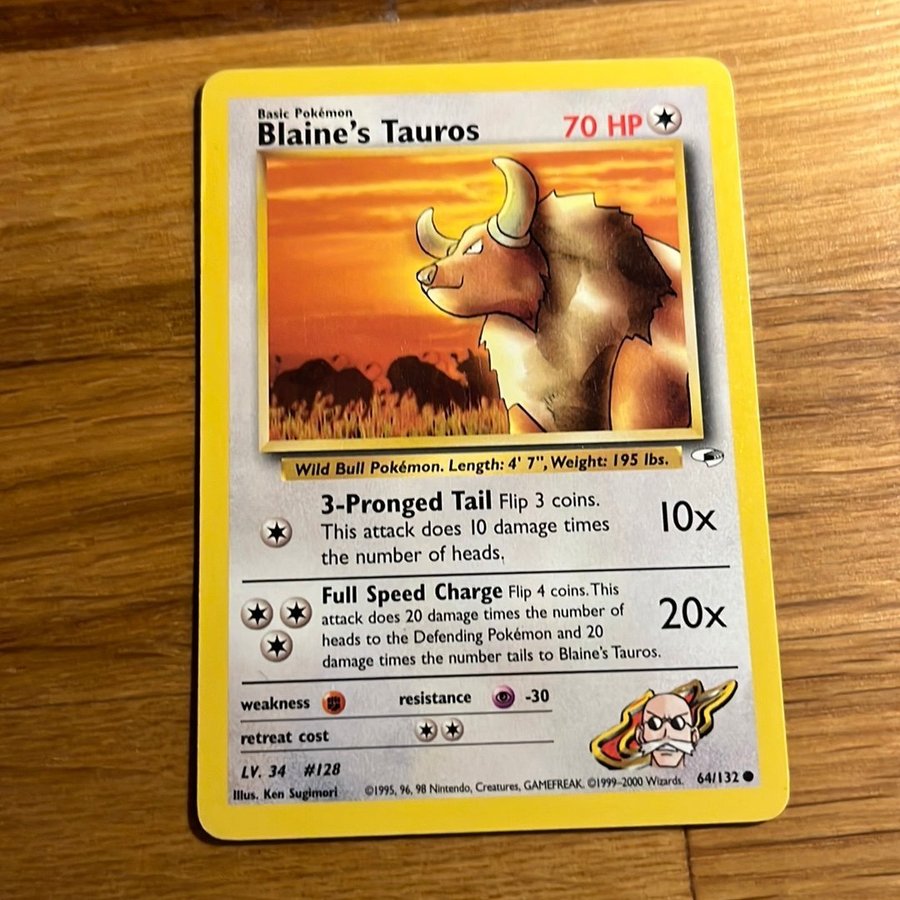 Basic Pokémon
Blaine's Tauros 70 HP
Wild Bull Pokémon. Length: 4' 7", Weight: 195 lbs.
3-Pronged Tail Flip 3 coins.
This attack does 10 damage times
the number of heads.
10x
Full Speed Charge Flip 4 coins. This
attack does 20 damage times the number of
heads to the Defending Pokémon and 20
damage times the number tails to Blaine's Tauros.
20x
weakness resistance -30
retreat cost
LV. 34 #128
Illus. Ken Sugimori ©1995, 96, 98 Nintendo, Creatures, GAMEFREAK. ©1999-2000 Wizards. 64/132